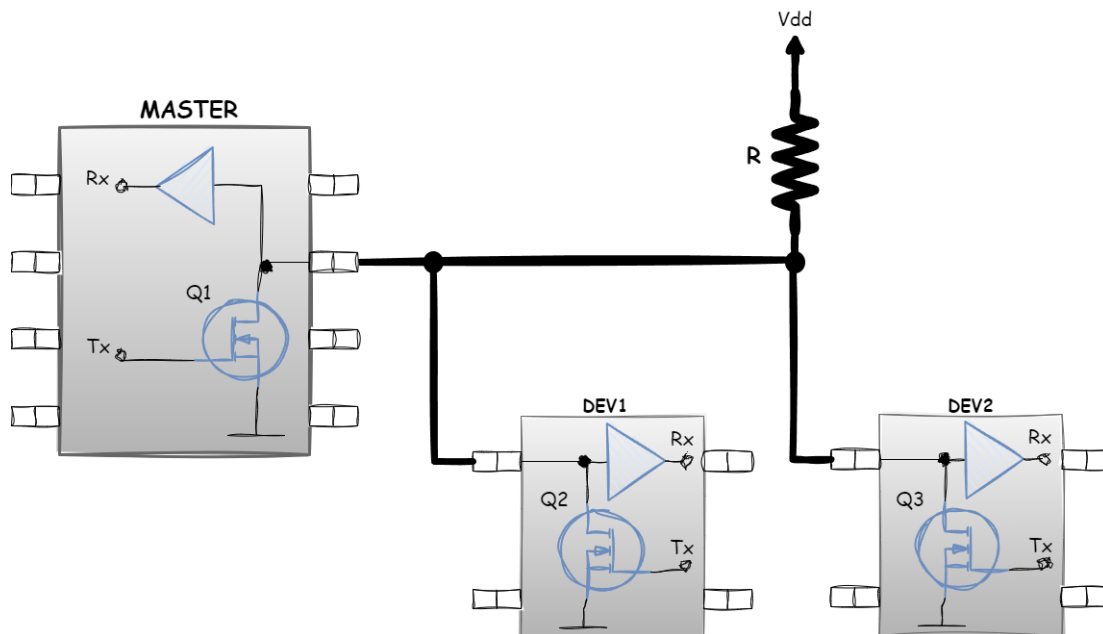 Vdd
MASTER
R
Rx
Q1
Tx
DEV1
DEV2
Rx
Rx
Q2
Q3
Tx
Tx